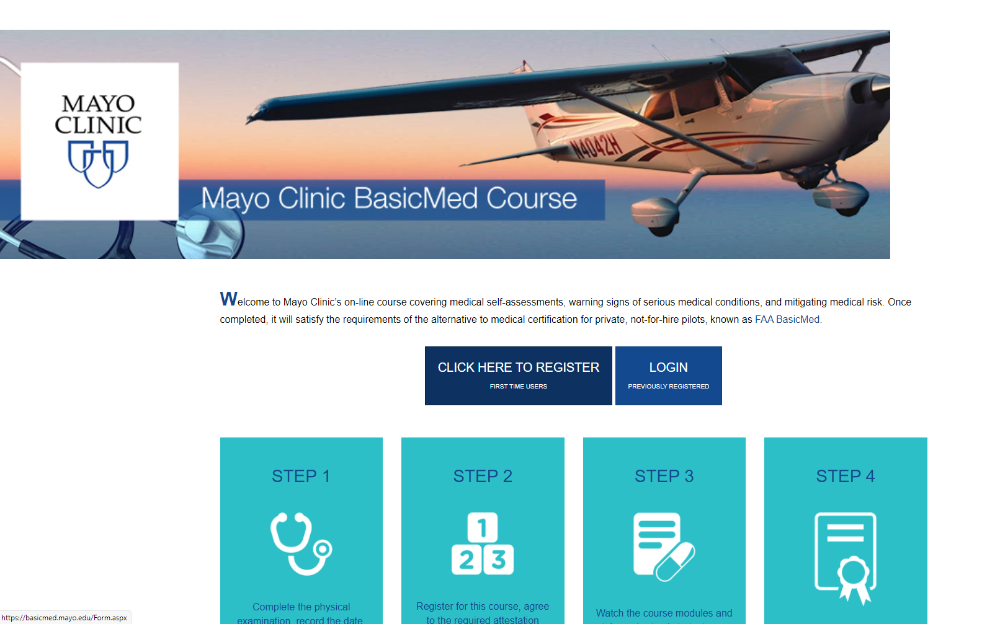 MAYO
CLINIC
N4042H
Mayo Clinic BasicMed Course
Welcome to Mayo Clinic’s on-line course covering medical self-assessments, warning signs of serious medical conditions, and mitigating medical risk. Once
completed, it will satisfy the requirements of the alternative to medical certification for private, not-for-hire pilots, known as FAA BasicMed.
CLICK HERE TO REGISTER
FIRST TIME USERS
LOGIN
PREVIOUSLY REGISTERED
STEP 1
Complete the physical
examination, record the date
STEP 2
1
2 3
Register for this course, agree
to the required attestation
STEP 3
Watch the course modules and
STEP 4
https://basicmed.mayo.edu/Form.aspx